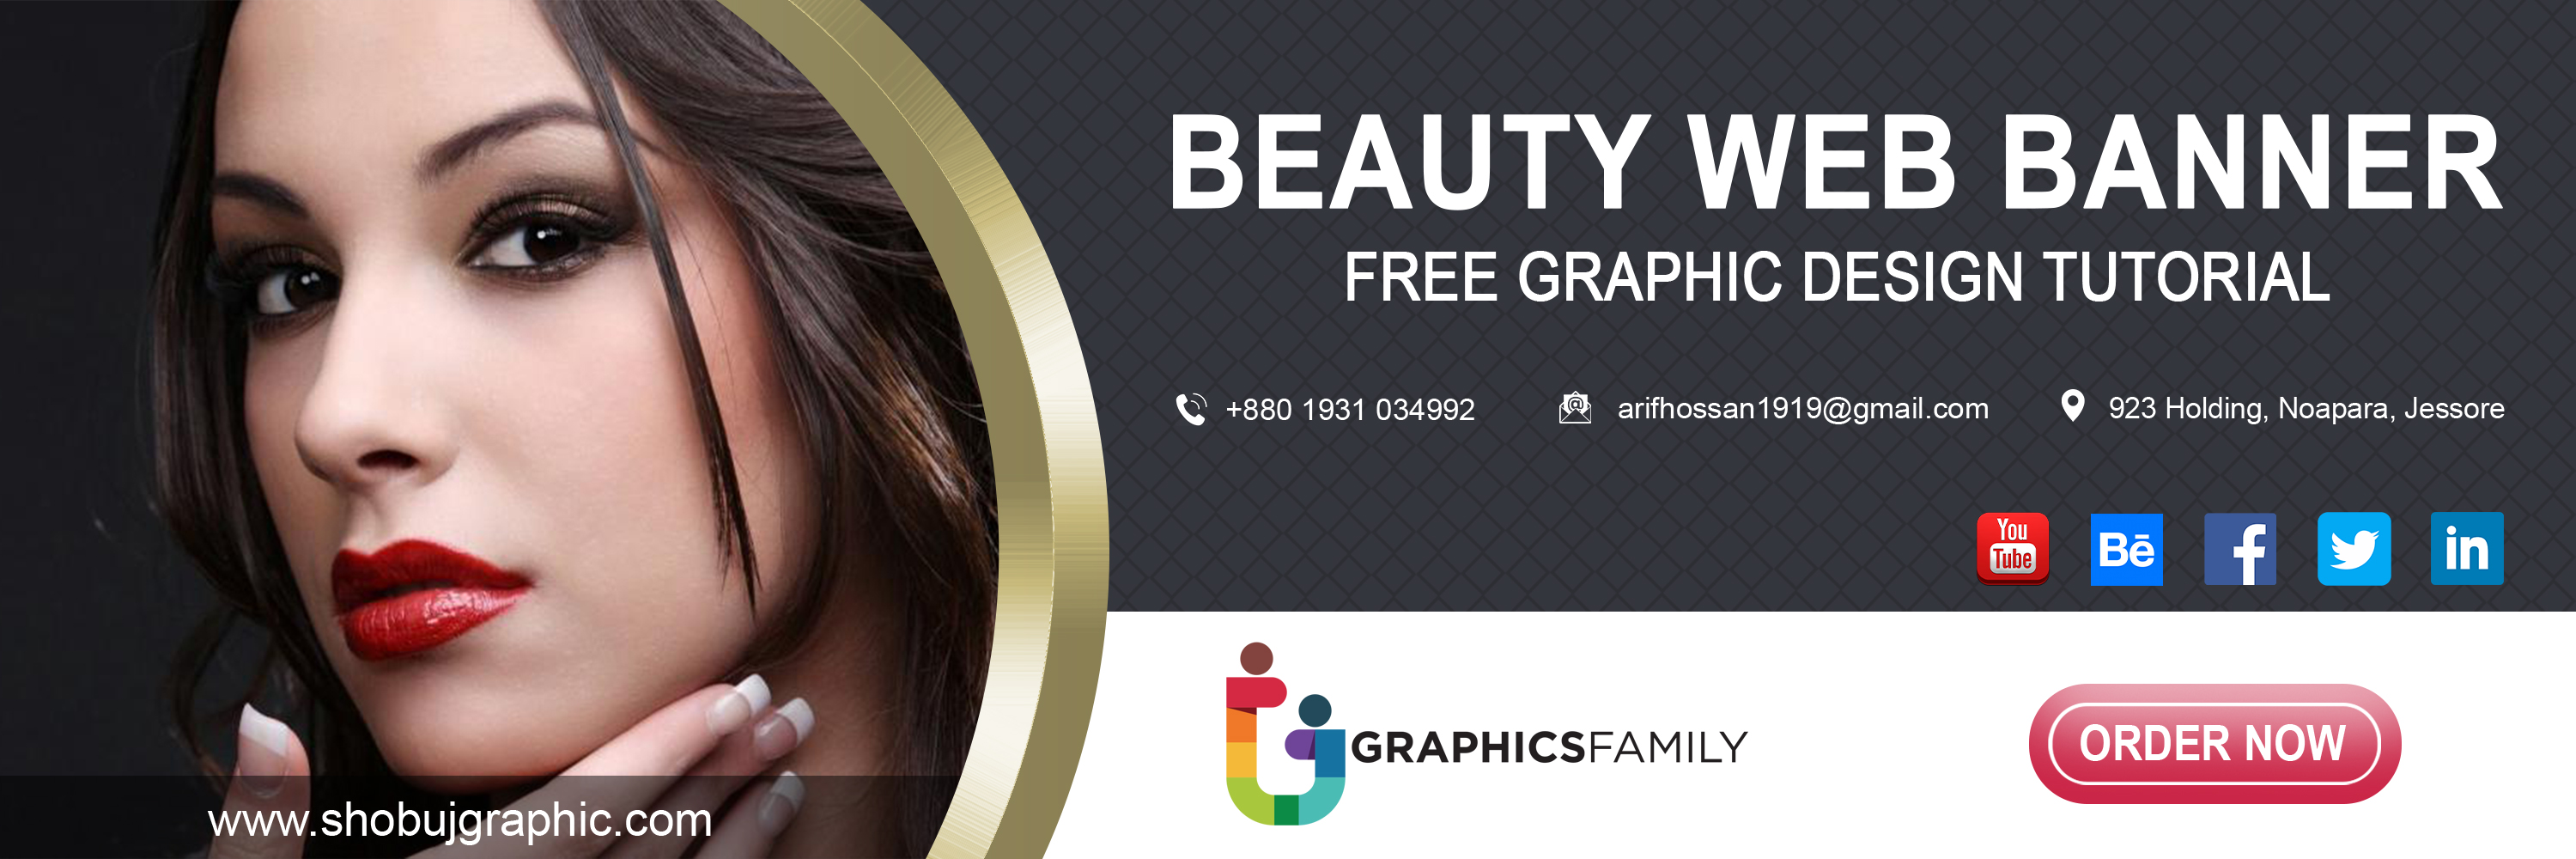 BEAUTY WEB BANNER
FREE GRAPHIC DESIGN TUTORIAL
+880 1931 034992
arifhossan1919@gmail.com
923 Holding, Noapara, Jessore
You
Tube
Bē
f
in
GRAPHICSFAMILY
ORDER NOW
www.shobujgraphic.com